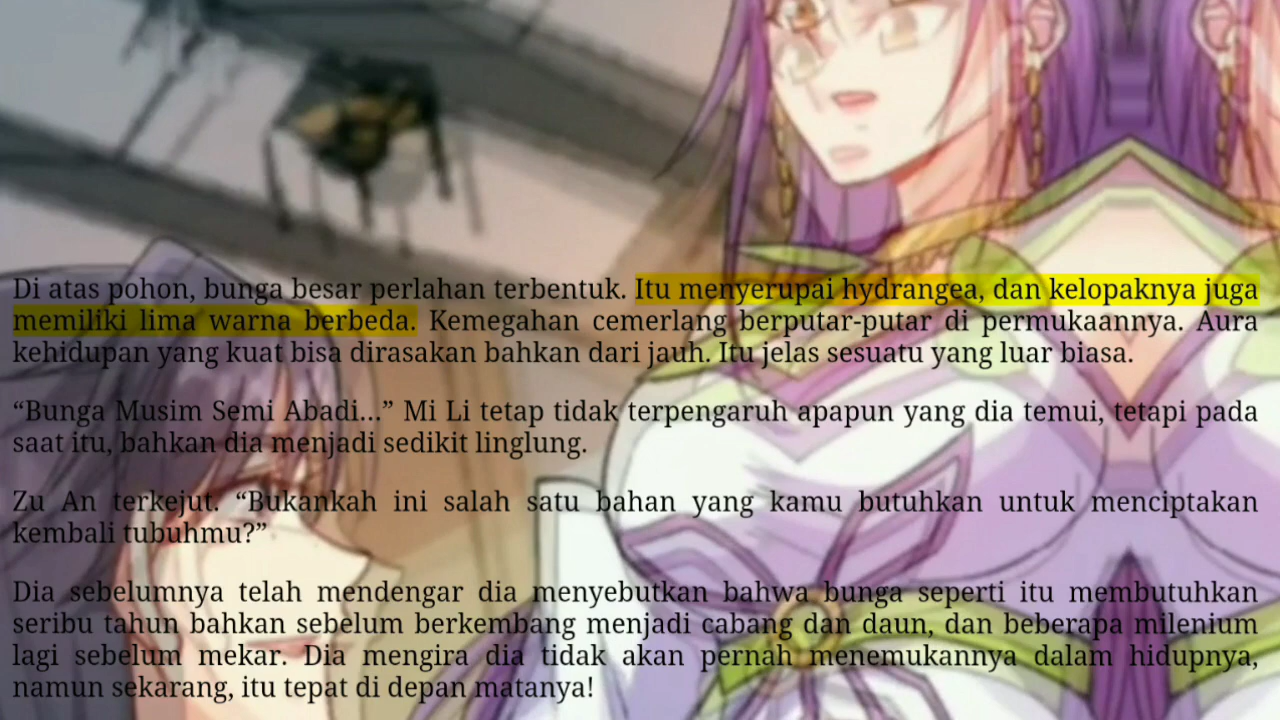 Di atas pohon, bunga besar perlahan terbentuk. Itu menyerupai hydrangea, dan kelopaknya juga
memiliki lima warna berbeda. Kemegahan cemerlang berputar-putar di permukaannya. Aura
kehidupan yang kuat bisa dirasakan bahkan dari jauh. Itu jelas sesuatu yang luar biasa.
“Bunga Musim Semi Abadi...” Mi Li tetap tidak terpengaruh apapun yang dia temui, tetapi pada
saat itu, bahkan dia menjadi sedikit linglung.
Zu An terkejut. “Bukankah ini salah satu bahan yang kamu butuhkan untuk menciptakan
kembali tubuhmu?”
Dia sebelumnya telah mendengar dia menyebutkan bahwa bunga seperti itu membutuhkan
seribu tahun bahkan sebelum berkembang menjadi cabang dan daun, dan beberapa milenium
lagi sebelum mekar. Dia mengira dia tidak akan pernah menemukannya dalam hidupnya,
namun sekarang, itu tepat di depan matanya!